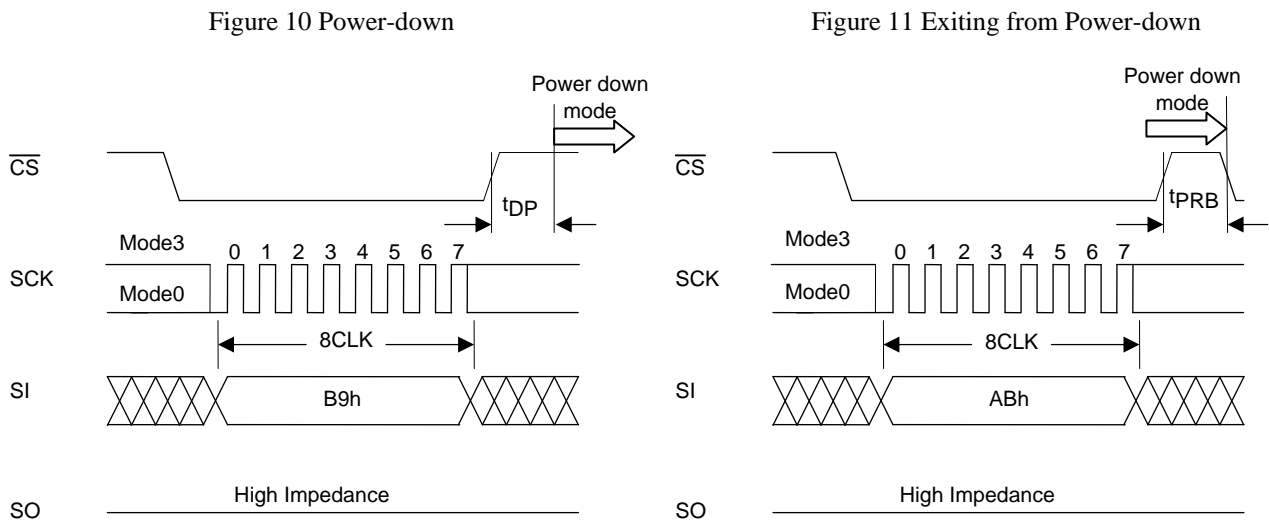 Figure 10 Power-down
Power down
mode
CS
tDP
Mode3
0 1 2 3 4 5 6 7
SCK
Mode0
8CLK
SI
B9h
High Impedance
SO
Figure 11 Exiting from Power-down
Power down
mode
CS
tPRB
Mode3
0 1 2 3 4 5 6 7
SCK
Mode0
8CLK
SI
ABh
High Impedance
SO